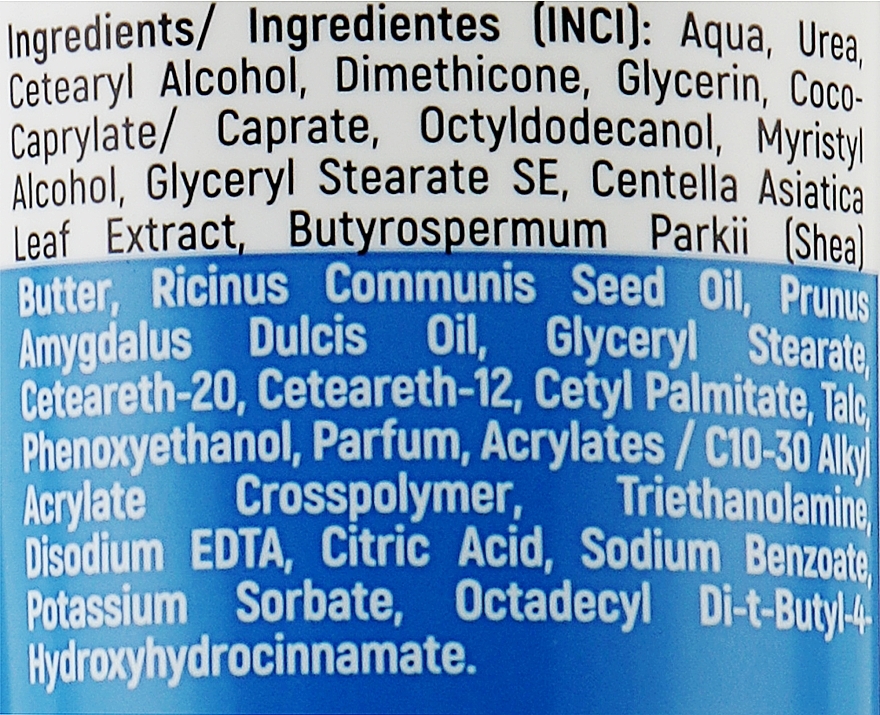 Ingredients/ Ingredientes (INCI): Aqua, Urea,
Cetearyl Alcohol, Dimethicone, Glycerin, Coco-
Caprylate/ Caprate, Octyldodecanol, Myristyl
Alcohol, Glyceryl Stearate SE, Centella Asiatica
Leaf Extract, Butyrospermum Parkii (Shea)
Butter, Ricinus Communis Seed Oil, Prunus
Amygdalus Dulcis Oil, Glyceryl Stearate,
Ceteareth-20, Ceteareth-12, Cetyl Palmitate, Talc,
Phenoxyethanol, Parfum, Acrylates / C10-30 Alkyl
Acrylate Crosspolymer, Triethanolamine,
Disodium EDTA, Citric Acid, Sodium Benzoate,
Potassium Sorbate, Octadecyl Di-t-Butyl-4-
Hydroxyhydrocinnamate.